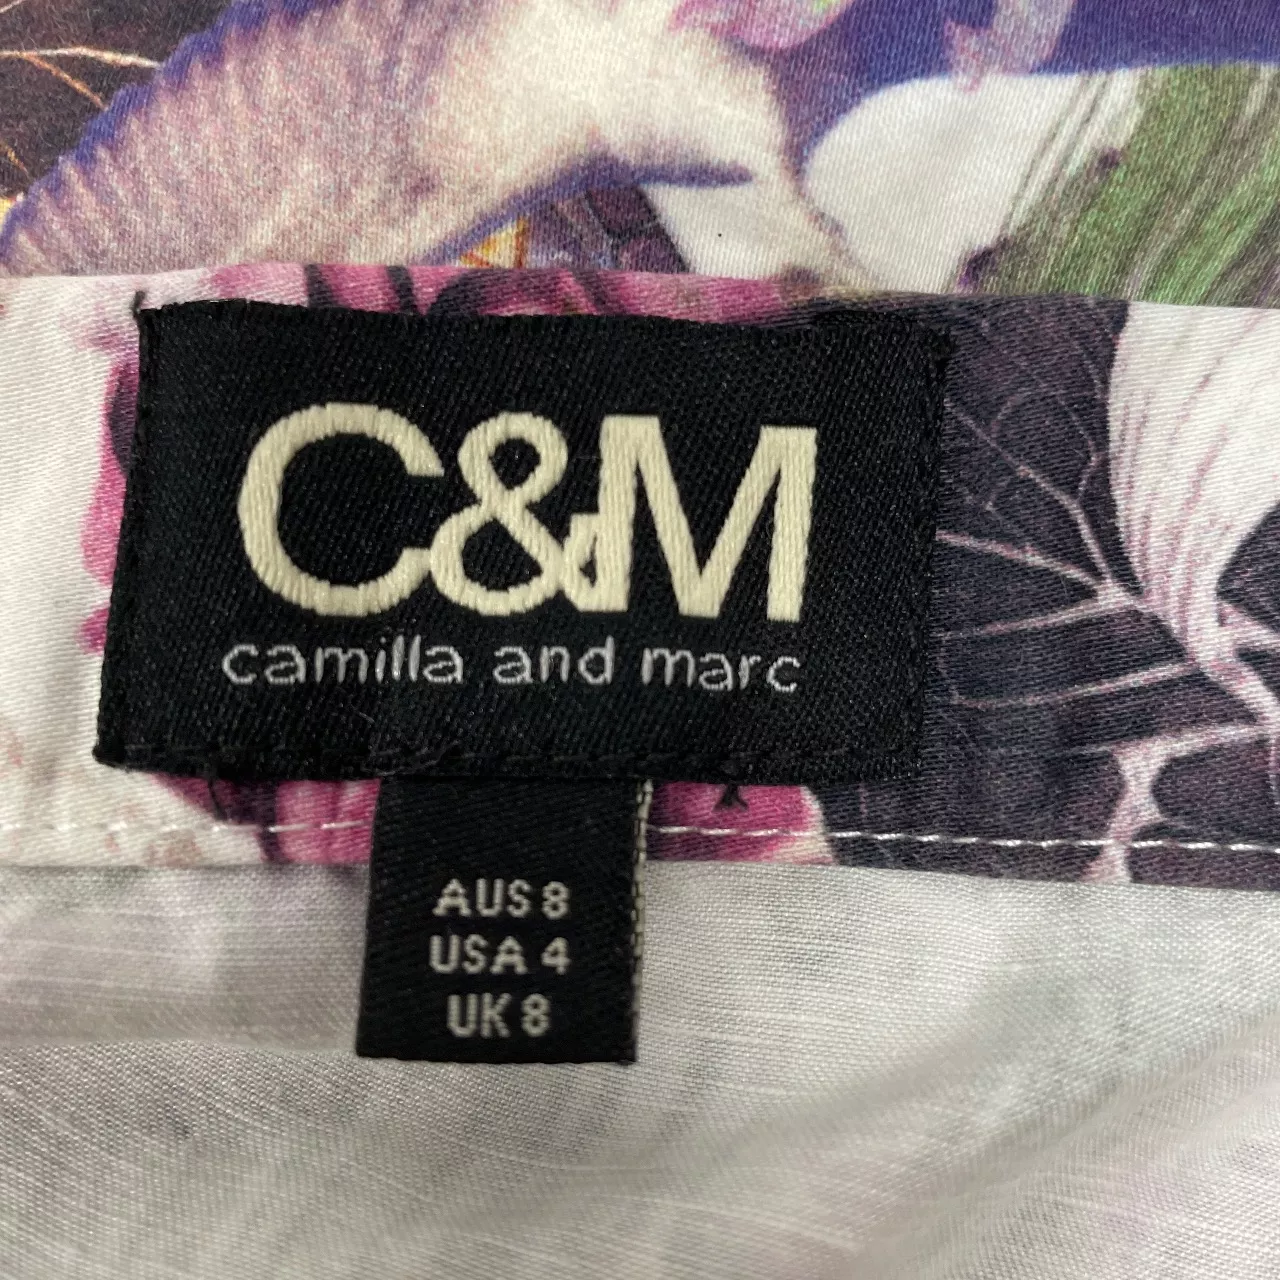 C&M
camilla and marc
AUS 8
USA 4
UK 8